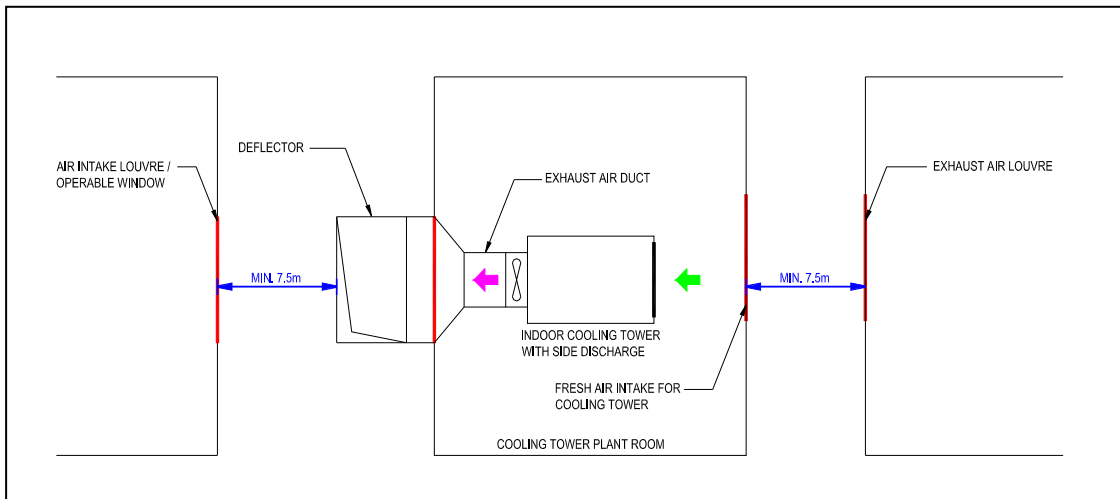 DEFLECTOR
AIR INTAKE LOUVRE /
OPERABLE WINDOW
EXHAUST AIR DUCT
EXHAUST AIR LOUVRE
MIN. 7.5m
MIN. 7.5m
INDOOR COOLING TOWER
WITH SIDE DISCHARGE
FRESH AIR INTAKE FOR
COOLING TOWER
COOLING TOWER PLANT ROOM